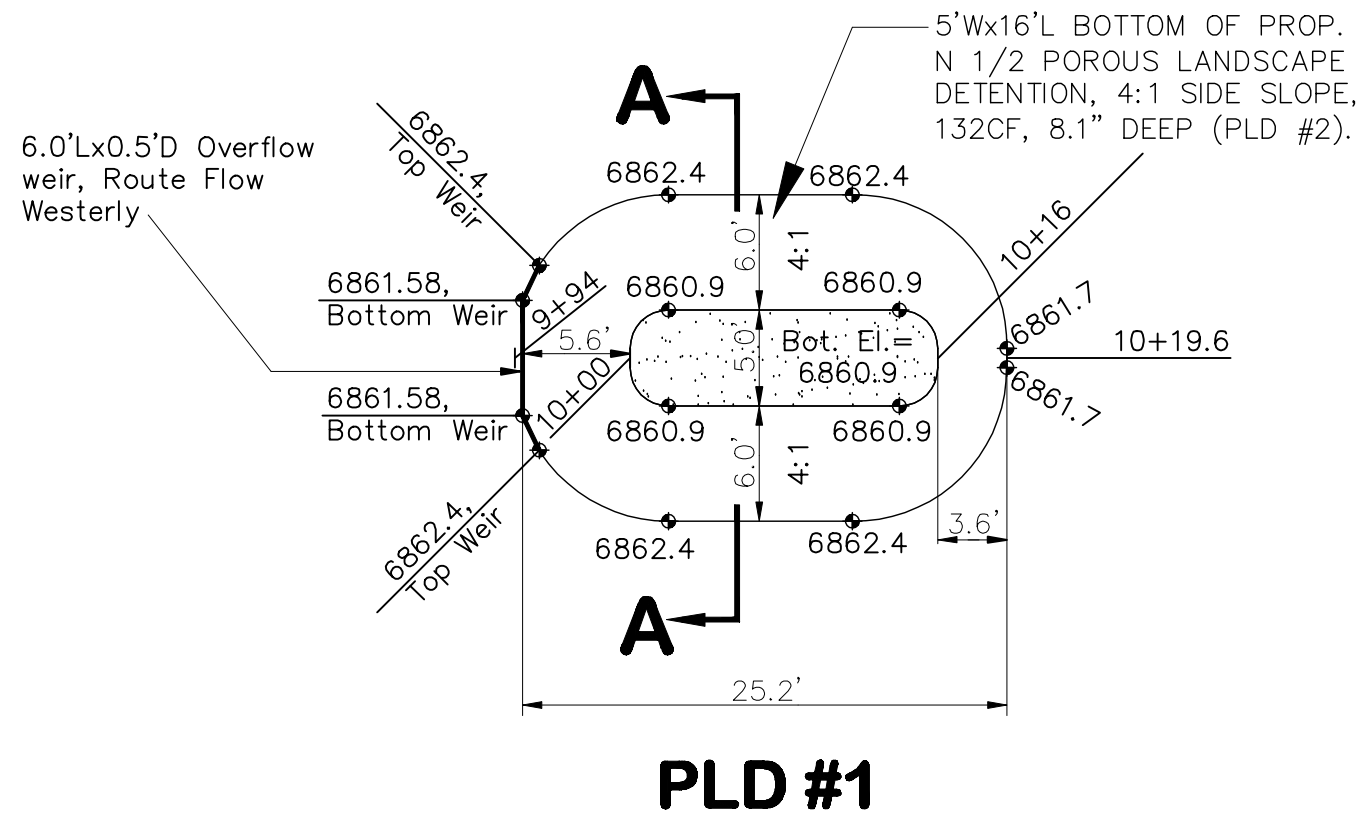 5'Wx16'L BOTTOM OF PROP.
N 1/2 POROUS LANDSCAPE
DETENTION, 4:1 SIDE SLOPE,
132CF, 8.1" DEEP (PLD #2).
A
6862.4,
Top Weir
6.0'Lx0.5'D Overflow
weir, Route Flow
Westerly
6862.4
6862.4
10+16
6.0'
4:1
6861.58,
Bottom Weir
9+94
6860.9
6860.9
6861.7
10+19.6
5.6'
5.0'
Bot. El.=
6860.9
6861.7
10+00
6861.58,
Bottom Weir
6860.9
6860.9
6.0'
4:1
6862.4,
Top Weir
6862.4
6862.4
3.6'
A
25.2'
PLD #1